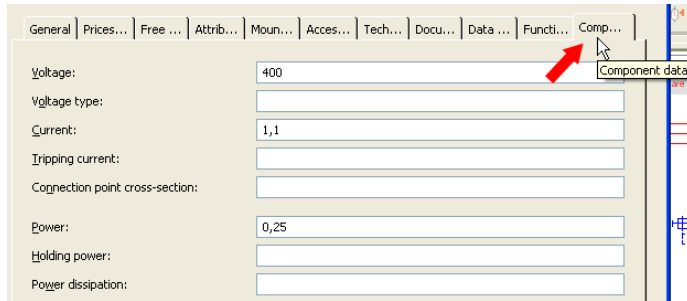 General Prices... Free ... Attrib... Moun... Acces... Tech... Docu... Data ... Functi... Comp...
Component data
Voltage: 400
are
Voltage type:
Current: 1,1
Tripping current:
Connection point cross-section:
Power: 0,25
Holding power:
Power dissipation: